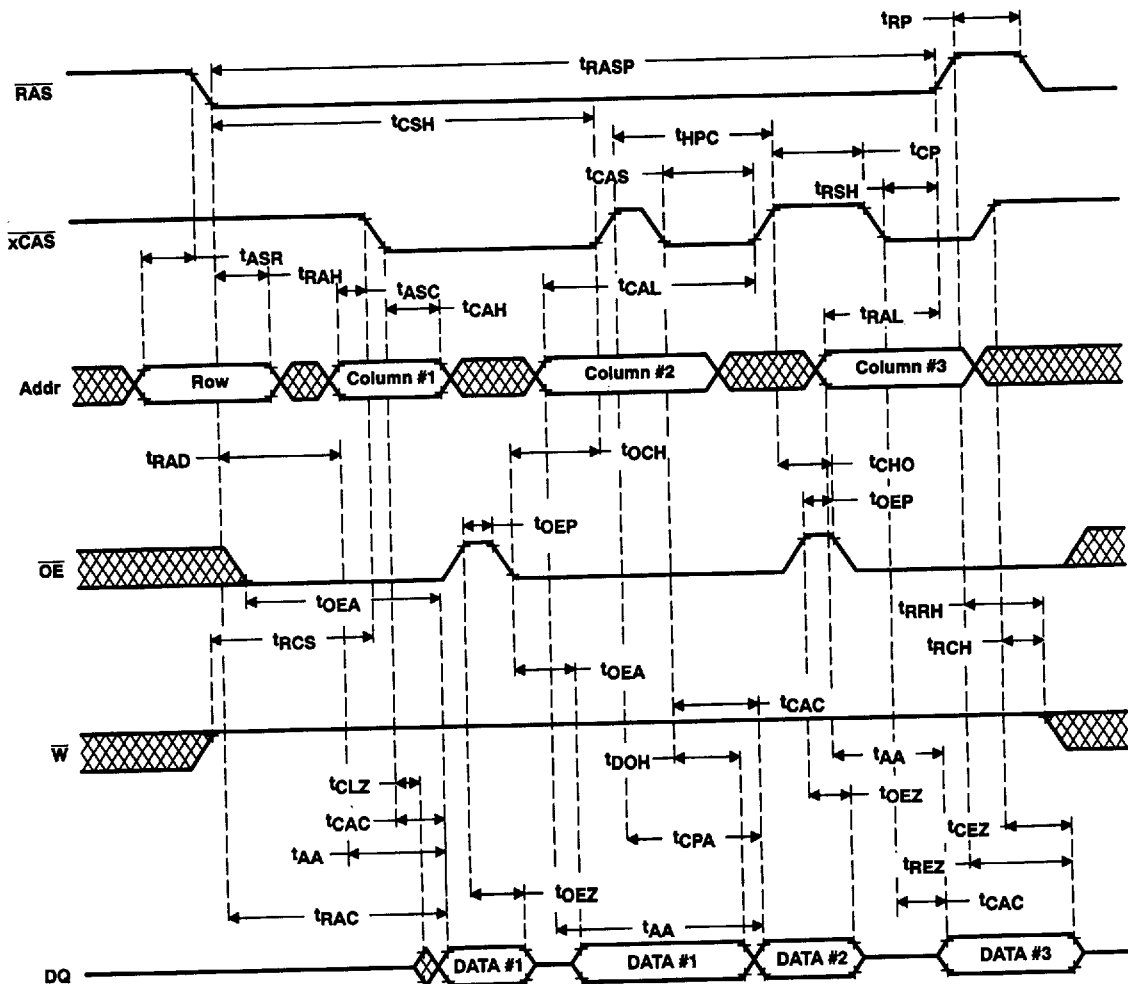 tRP
RAS
tRASP
tCSH
tHPC
tCP
tCAS
tRSH
xCAS
tASR
tRAH
tASC
tCAH
tCAL
tRAL
Addr
Row
Column #1
Column #2
Column #3
tRAD
tOCH
tCHO
tOEP
tOEP
OE
tOEA
tRRH
tRCS
tRCH
tOEA
tCAC
W
tDOH
tAA
tCLZ
tOEZ
tCAC
tCPA
tCEZ
tAA
tREZ
tOEZ
tCAC
tRAC
tAA
DQ
DATA #1
DATA #1
DATA #2
DATA #3